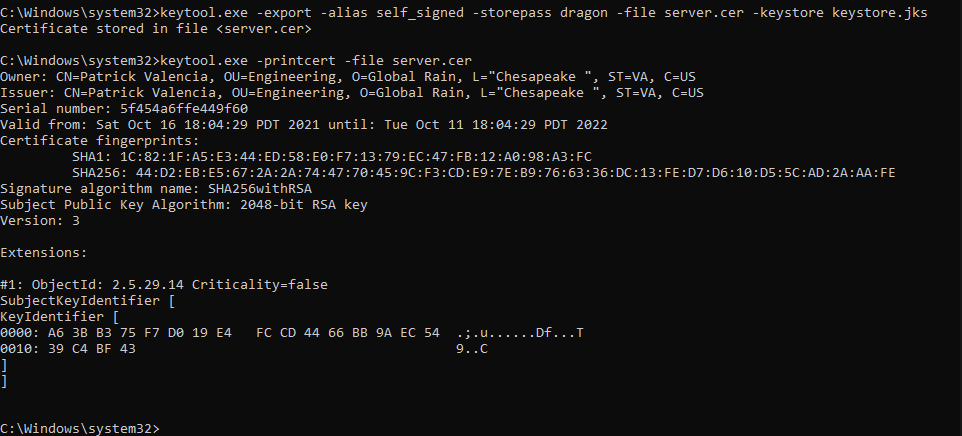 C:\Windows\system32>keytool.exe -export -alias self_signed -storepass dragon -file server.cer -keystore keystore.jks
Certificate stored in file <server.cer>
C:\Windows\system32>keytool.exe -printcert -file server.cer
Owner: CN=Patrick Valencia, OU=Engineering, O=Global Rain, L="Chesapeake ", ST=VA, C=US
Issuer: CN=Patrick Valencia, OU=Engineering, O=Global Rain, L="Chesapeake ", ST=VA, C=US
Serial number: 5f454a6ffe449f60
Valid from: Sat Oct 16 18:04:29 PDT 2021 until: Tue Oct 11 18:04:29 PDT 2022
Certificate fingerprints:
SHA1: 1C:82:1F:A5:E3:44:ED:58:E0:F7:13:79:EC:47:FB:12:A0:98:A3:FC
SHA256: 44:D2:EB:E5:67:2A:2A:74:47:70:45:9C:F3:CD:E9:7E:B9:76:63:36:DC:13:FE:D7:D6:10:D5:5C:AD:2A:AA:FE
Signature algorithm name: SHA256withRSA
Subject Public Key Algorithm: 2048-bit RSA key
Version: 3
Extensions:
#1: ObjectId: 2.5.29.14 Criticality=false
SubjectKeyIdentifier [
KeyIdentifier [
0000: A6 3B B3 75 F7 D0 19 E4   FC CD 44 66 BB 9A EC 54  .;.u......Df...T
0010: 39 C4 BF 43                                        9..C
]
]
C:\Windows\system32>